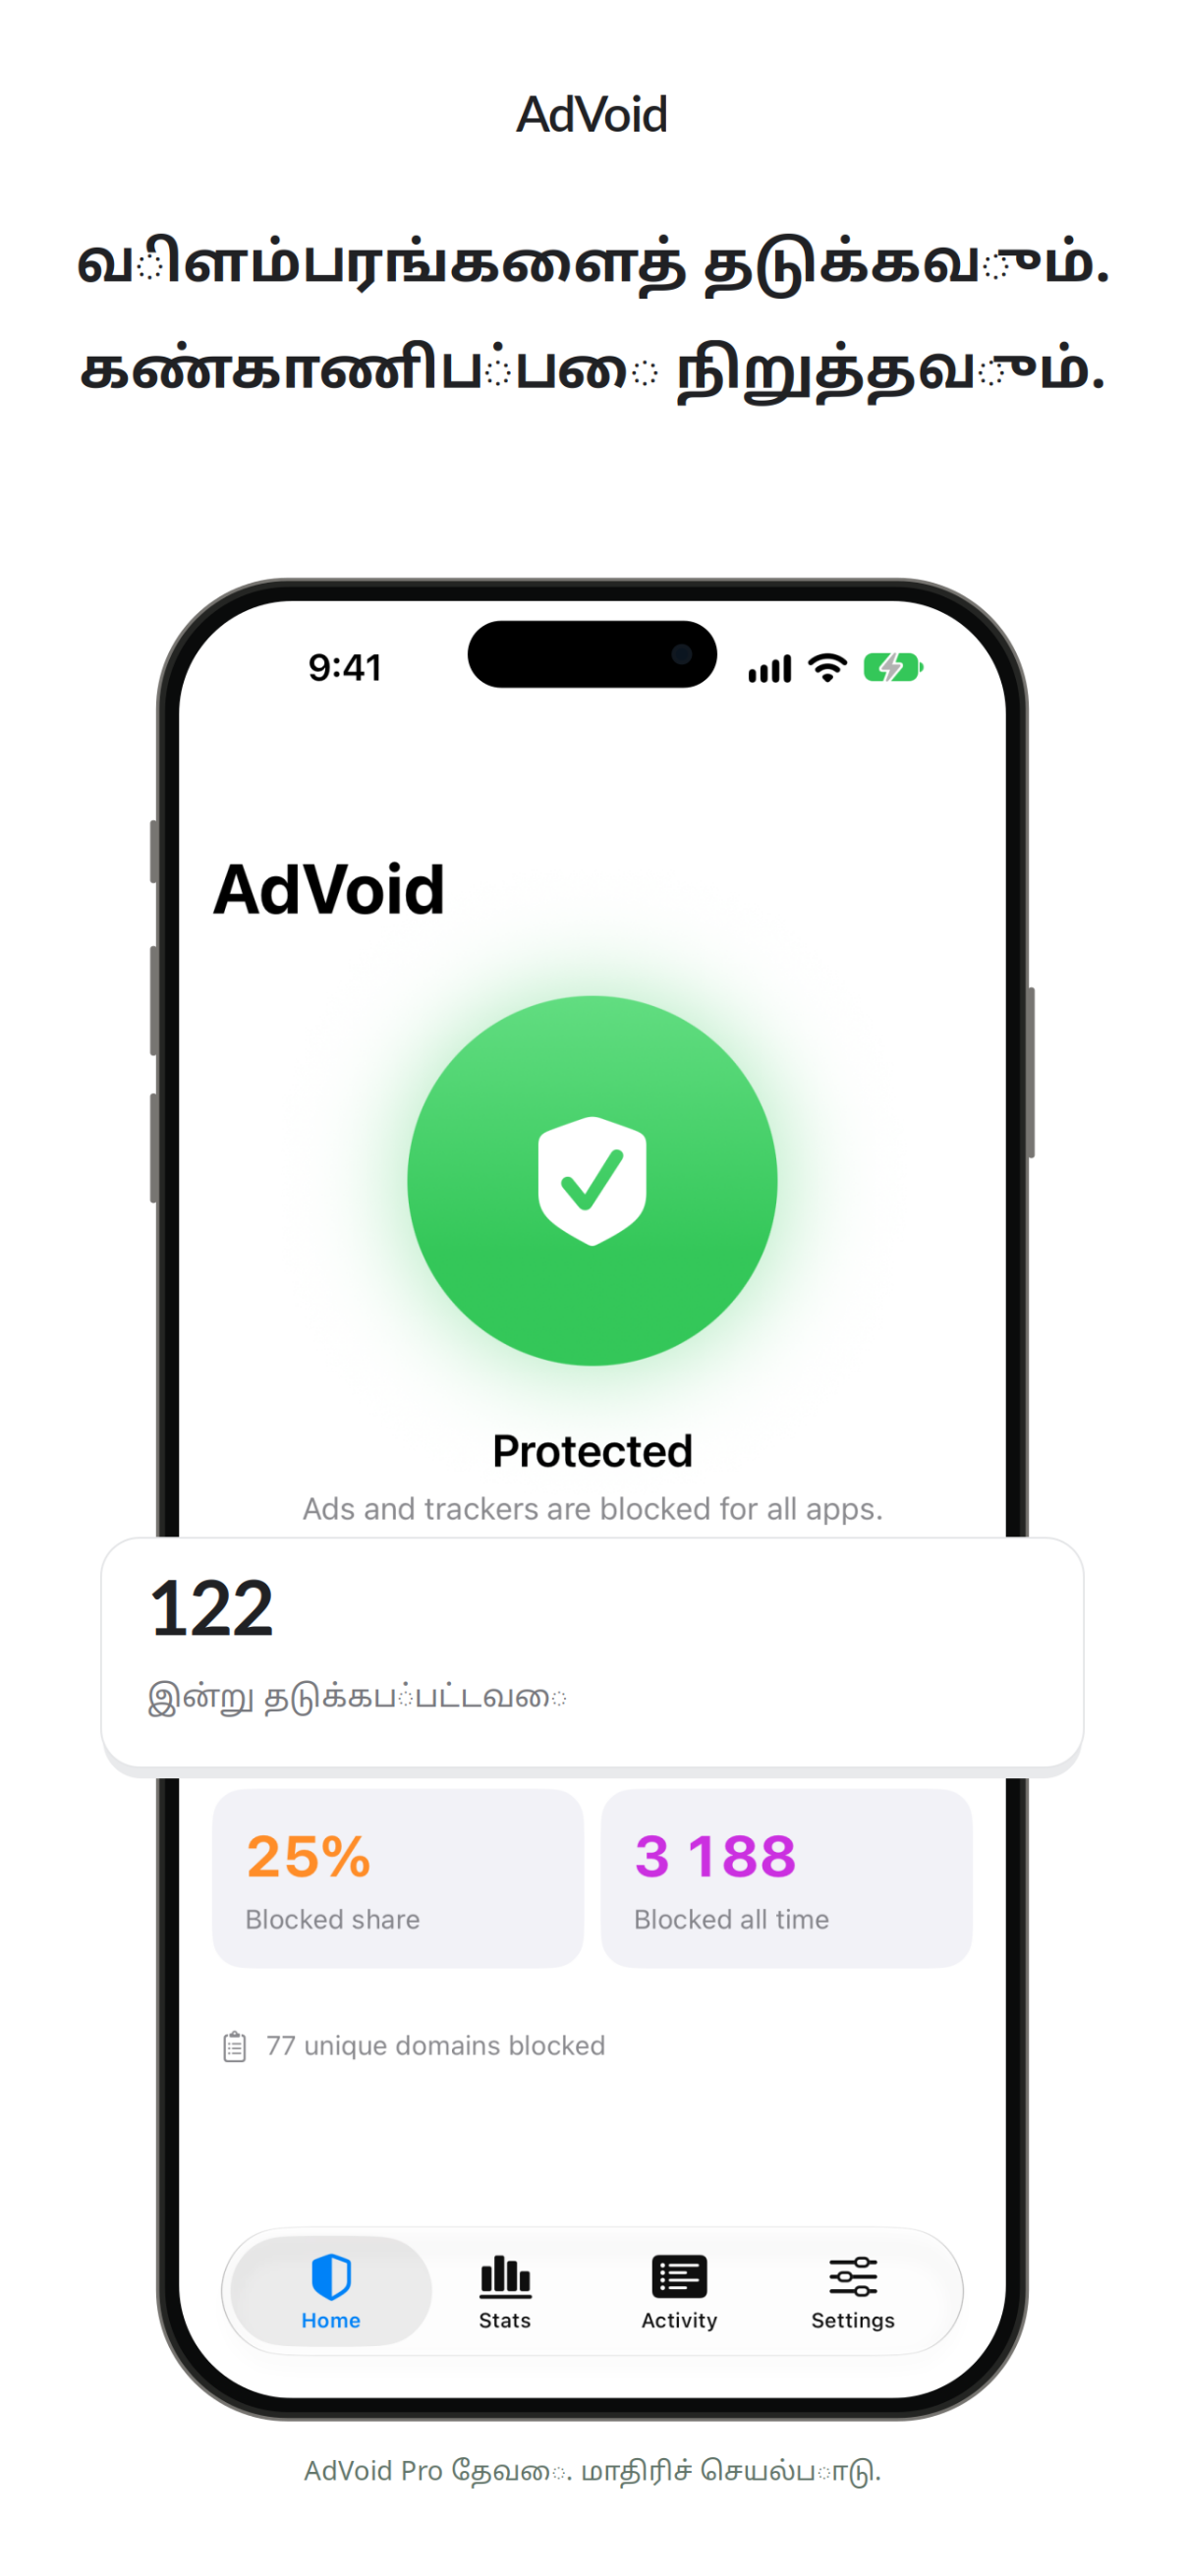 AdVoid
விளம்பரங்களைத் தடுக்கவும்.
கண்காணிப்பை நிறுத்தவும்.
9:41
AdVoid
Protected
Ads and trackers are blocked for all apps.
122
இன்று தடுக்கப்பட்டவை
25%
3 188
Blocked share
Blocked all time
77 unique domains blocked
Home
Stats
Activity
Settings
AdVoid Pro தேவை. மாதிரிச் செயல்பாடு.